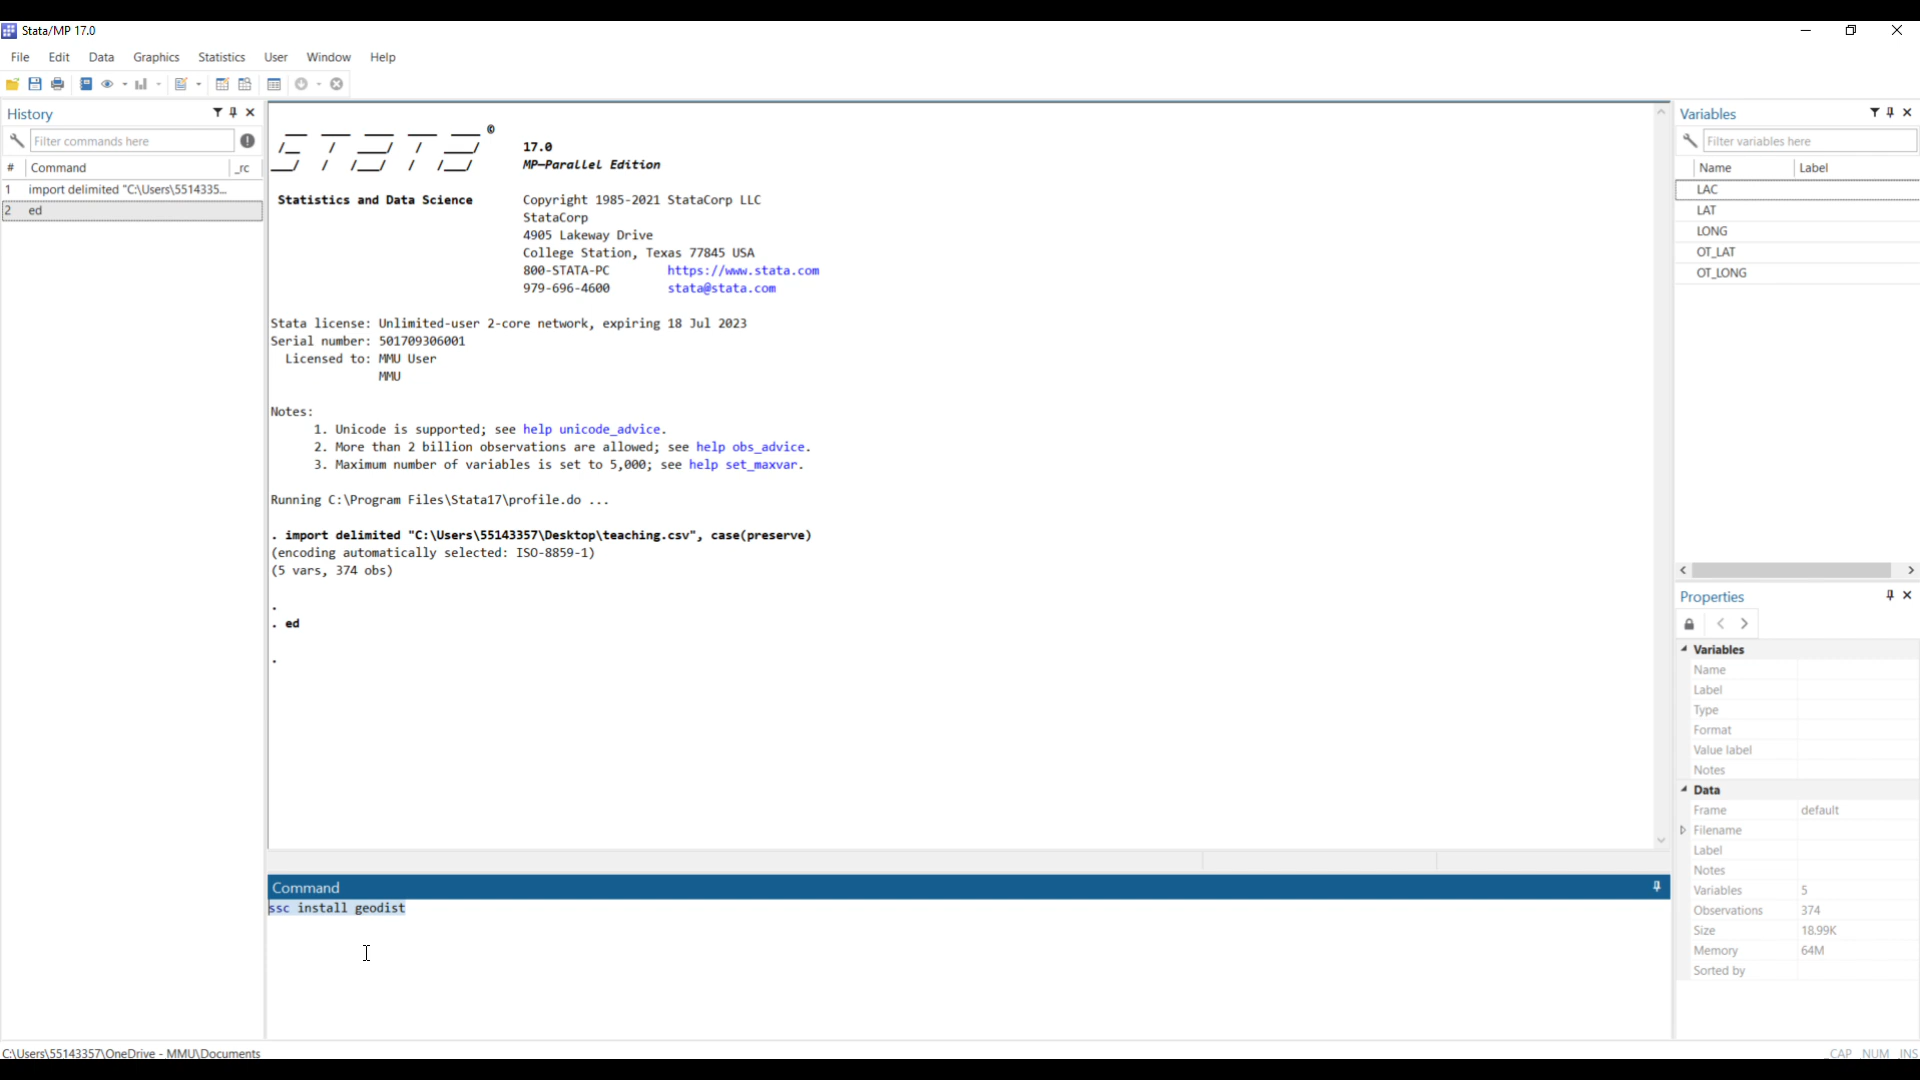 Stata/MP 17.0
File Edit Data Graphics Statistics User Window Help
History
Filter commands here
# Command _rc
1 import delimited "C:\Users\5514335...
2 ed
©
17.0
MP—Parallel Edition
Statistics and Data Science
Copyright 1985-2021 StataCorp LLC
StataCorp
4905 Lakeway Drive
College Station, Texas 77845 USA
800-STATA-PC https://www.stata.com
979-696-4600 stata@stata.com
Stata license: Unlimited-user 2-core network, expiring 18 Jul 2023
Serial number: 501709306001
Licensed to: MMU User
MMU
Notes:
1. Unicode is supported; see help unicode_advice.
2. More than 2 billion observations are allowed; see help obs_advice.
3. Maximum number of variables is set to 5,000; see help set_maxvar.
Running C:\Program Files\Stata17\profile.do ...
. import delimited "C:\Users\55143357\Desktop\teaching.csv", case(preserve)
(encoding automatically selected: ISO-8859-1)
(5 vars, 374 obs)
.
. ed
.
Command
ssc install geodist
Variables
Filter variables here
Name Label
LAC
LAT
LONG
OT_LAT
OT_LONG
Properties
Variables
Name
Label
Type
Format
Value label
Notes
Data
Frame default
Filename
Label
Notes
Variables 5
Observations 374
Size 18.99K
Memory 64M
Sorted by
C:\Users\55143357\OneDrive - MMU\Documents
CAP NUM INS